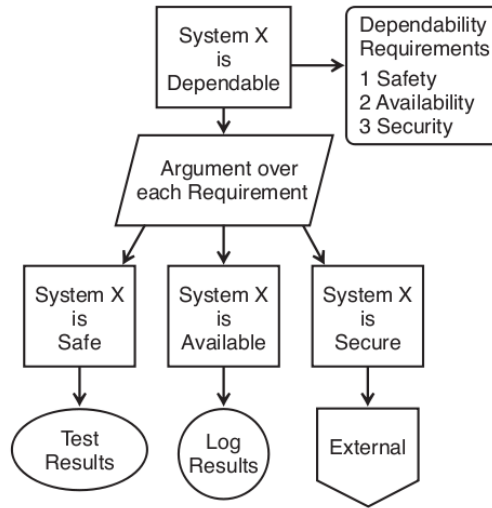 System X
is
Dependable
Dependability
Requirements
1 Safety
2 Availability
3 Security
Argument over
each Requirement
System X
is
Safe
System X
is
Available
System X
is
Secure
Test
Results
Log
Results
External